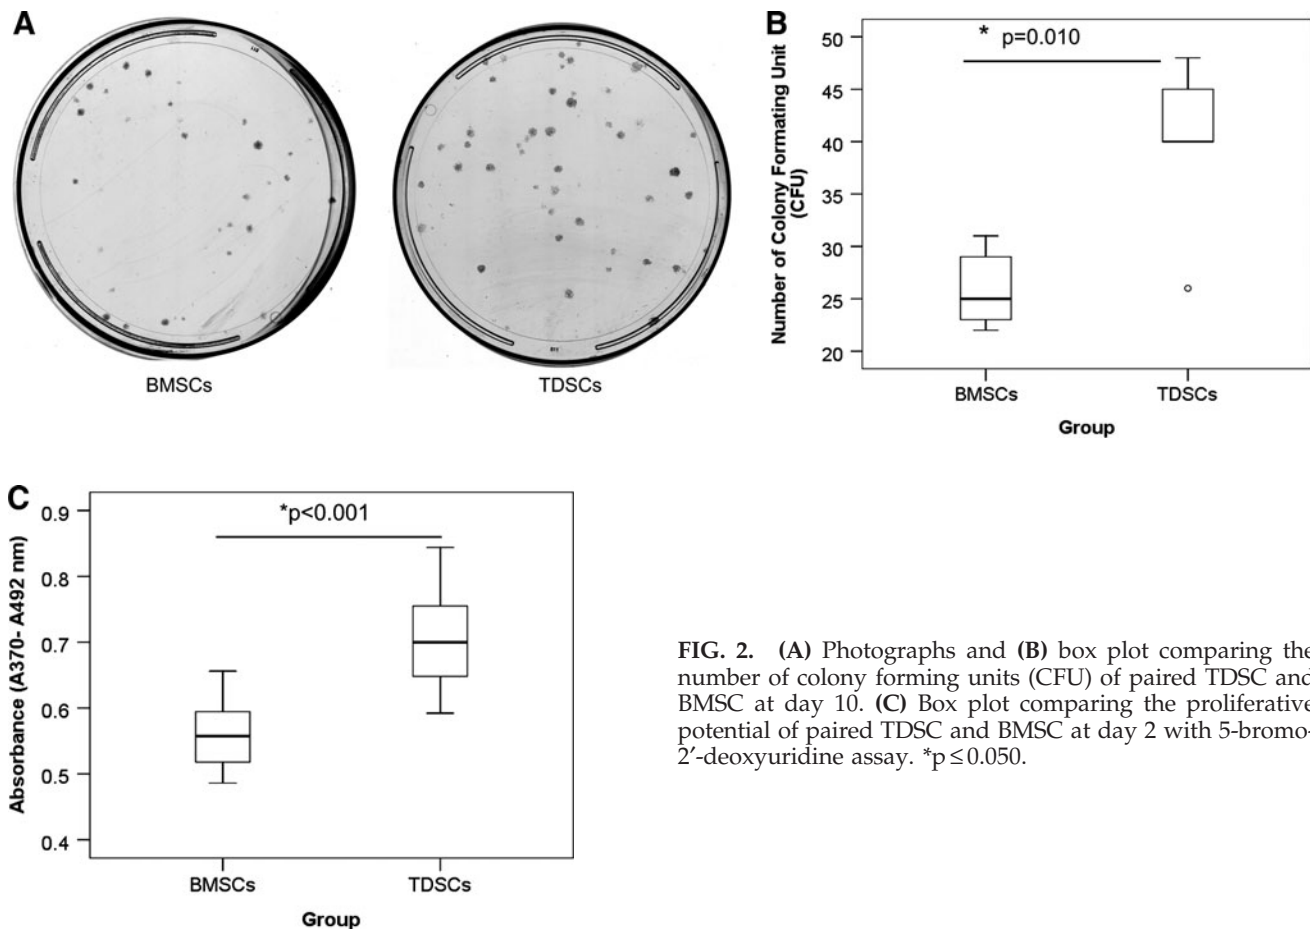 A
BMSCs
TDSCs
B
Number of Colony Formating Unit
(CFU)
50
45
40
35
30
25
20
* p=0.010
BMSCs
TDSCs
Group
C
Absorbance (A370- A492 nm)
0.9
0.8
0.7
0.6
0.5
0.4
*p<0.001
BMSCs
TDSCs
Group
FIG. 2. (A) Photographs and (B) box plot comparing the
number of colony forming units (CFU) of paired TDSC and
BMSC at day 10. (C) Box plot comparing the proliferative
potential of paired TDSC and BMSC at day 2 with 5-bromo-
2′-deoxyuridine assay. *p ≤ 0.050.